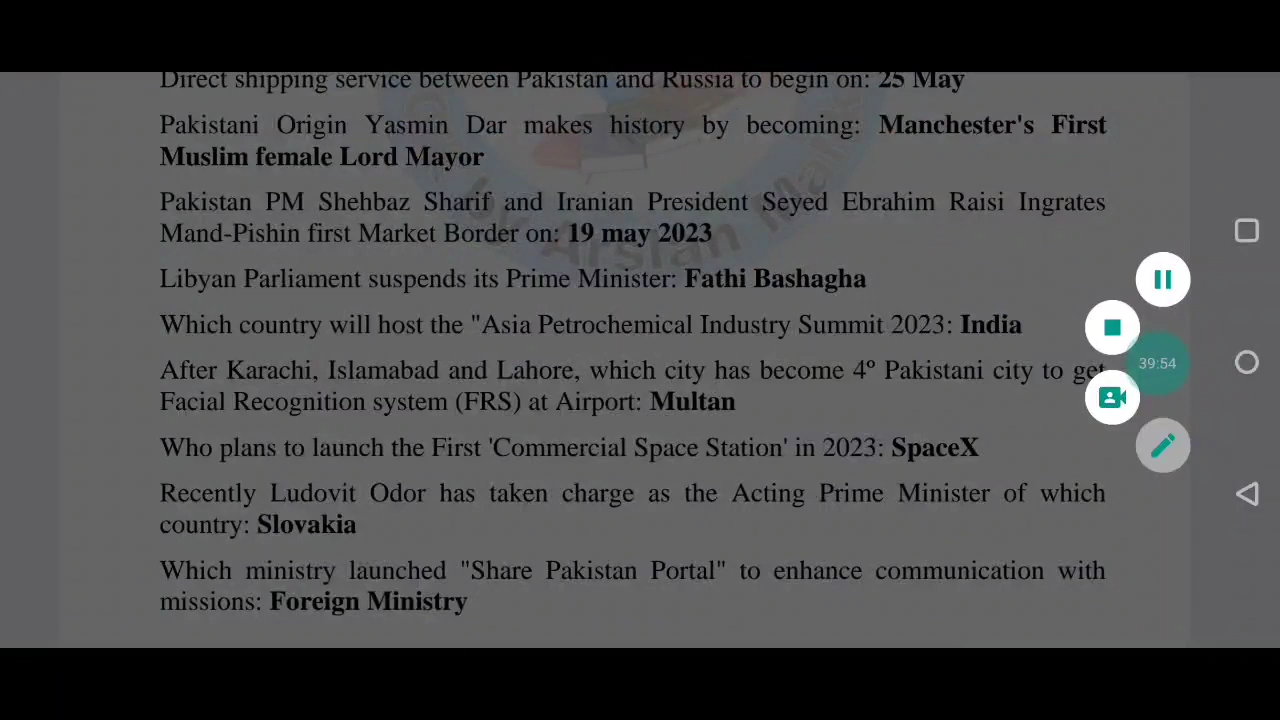 Direct shipping service between Pakistan and Russia to begin on: 25 May
Pakistani Origin Yasmin Dar makes history by becoming: Manchester's First
Muslim female Lord Mayor
Pakistan PM Shehbaz Sharif and Iranian President Seyed Ebrahim Raisi Ingrates
Mand-Pishin first Market Border on: 19 may 2023
Libyan Parliament suspends its Prime Minister: Fathi Bashagha
Which country will host the "Asia Petrochemical Industry Summit 2023: India
After Karachi, Islamabad and Lahore, which city has become 4º Pakistani city to get
Facial Recognition system (FRS) at Airport: Multan
Who plans to launch the First 'Commercial Space Station' in 2023: SpaceX
Recently Ludovit Odor has taken charge as the Acting Prime Minister of which
country: Slovakia
Which ministry launched "Share Pakistan Portal" to enhance communication with
missions: Foreign Ministry
39:54
by Arslan